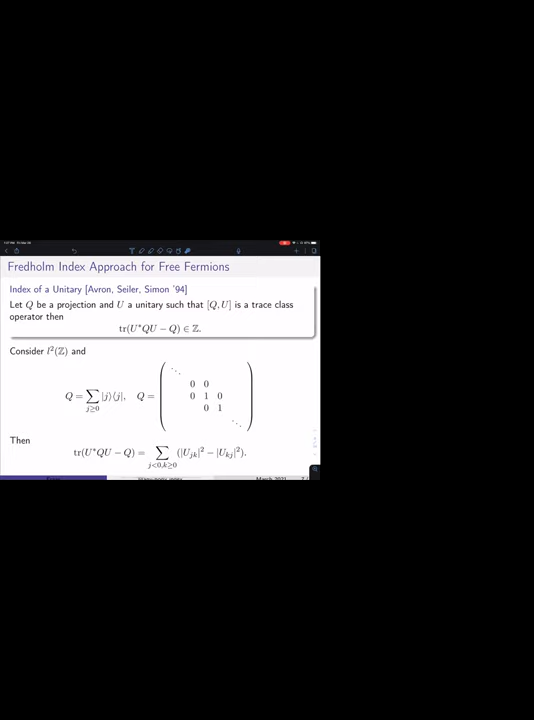 Fredholm Index Approach for Free Fermions
Index of a Unitary [Avron, Seiler, Simon '94]
Let Q be a projection and U a unitary such that [Q, U] is a trace class
operator then
tr(U*QU − Q) ∈ ℤ.
Consider l²(ℤ) and
Q = ∑_{j≥0} |j⟩⟨j|, Q = ( ⋱
0 0
0 1 0
0 1
⋱ )
Then
tr(U*QU − Q) = ∑_{j<0,k≥0} (|U_{jk}|² − |U_{kj}|²).
March 2021